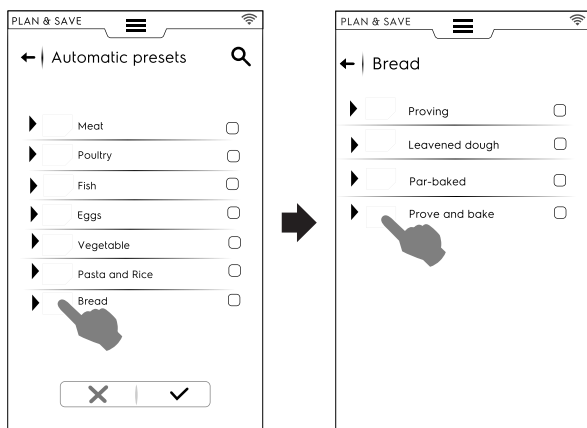 PLAN & SAVE
Automatic presets
Meat
Poultry
Fish
Eggs
Vegetable
Pasta and Rice
Bread
PLAN & SAVE
Bread
Proving
Leavened dough
Par-baked
Prove and bake